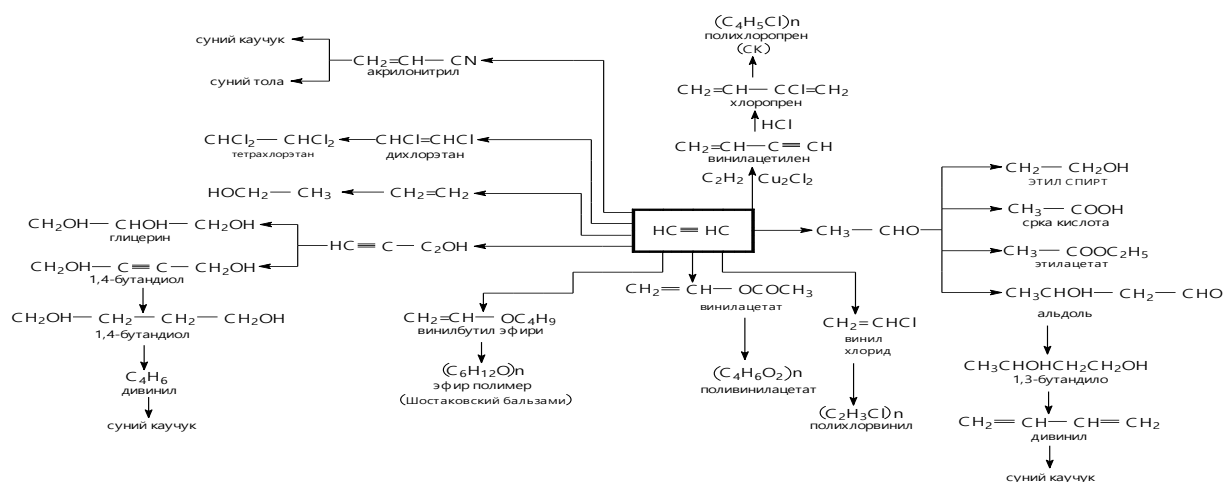 (C₄H₅Cl)n
полихлоропрен
(СК)
суний каучук
CH₂=CH— CN
акрилонитрил
суний тола
CH₂=CH— CCl=CH₂
хлоропрен
HCl
CHCl₂— CHCl₂
тетрахлорэтан
CHCl=CHCl
дихлорэтан
CH₂=CH— C═CH
винилацетилен
C₂H₂ Cu₂Cl₂
CH₂— CH₂OH
ЭТИЛ СПИРТ
HOCH₂— CH₃
CH₂=CH₂
CH₃— COOH
срка кислота
CH₂OH— CHOH— CH₂OH
глицерин
HC≡C— C₂OH
HC═HC
CH₃— CHO
CH₃— COOC₂H₅
этилацетат
CH₂OH— C≡C— CH₂OH
1,4-бутандиол
CH₂=CH— OCOCH₃
винилацетат
CH₃CHOH— CH₂— CHO
альдоль
CH₂OH— CH₂— CH₂— CH₂OH
1,4-бутандиол
CH₂=CH— OC₄H₉
винилбутил эфири
CH₂=CHCl
винил
хлорид
CH₃CHOHCH₂CH₂OH
1,3-бутандило
C₄H₆
дивинил
(C₆H₁₂O)n
эфир полимер
(Шостаковский бальзами)
(C₄H₆O₂)n
поливинилацетат
(C₂H₃Cl)n
полихлорвинил
суний каучук
CH₂=CH—CH=CH₂
дивинил
суний каучук